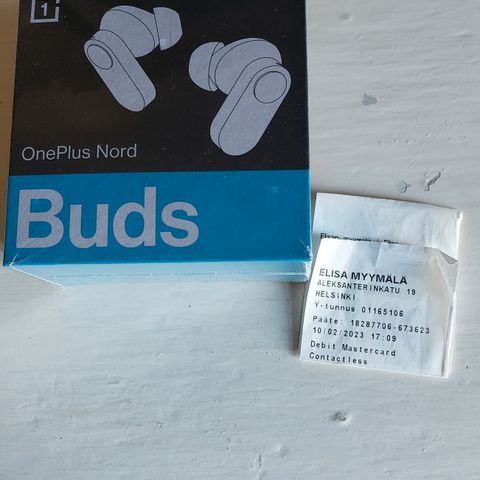 1
OnePlus Nord
Buds
ELISA MYYMÄLÄ
ALEKSANTERINKATU 19
HELSINKI
Y-tunnus 01165106
Pääte: 18287706-673623
10/02/2023 17:09
Debit Mastercard
Contactless